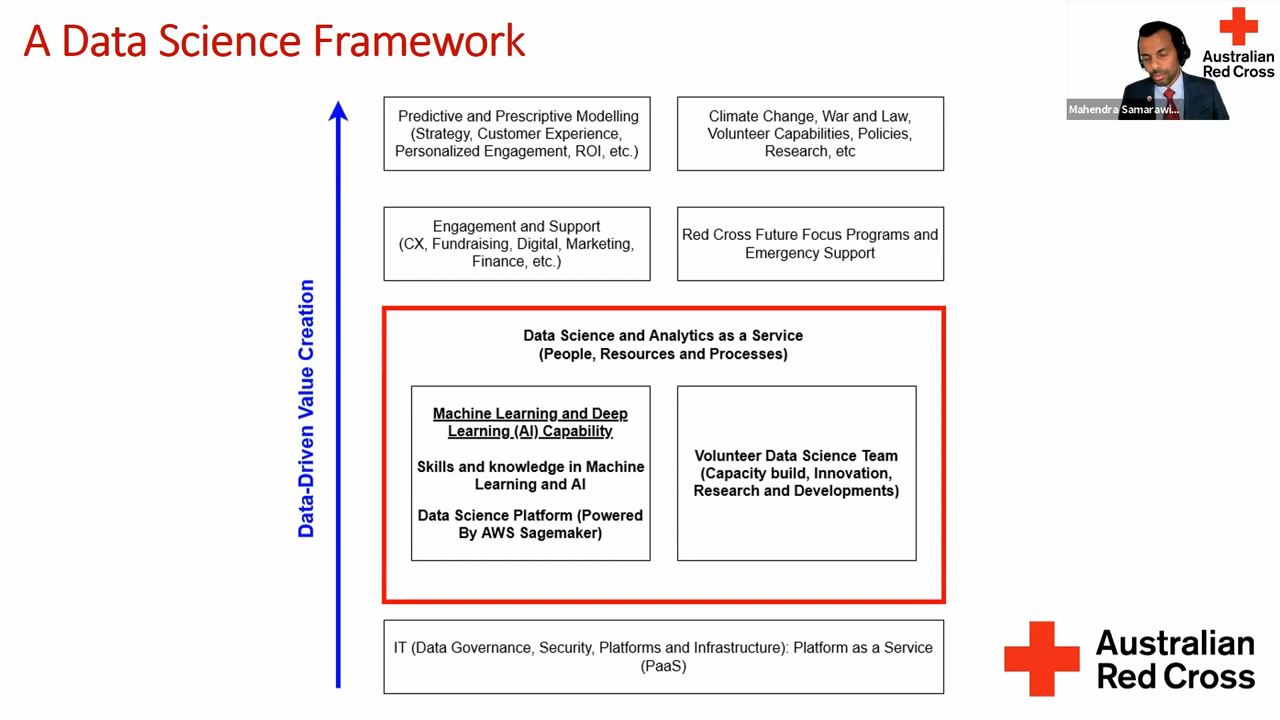 A Data Science Framework
Australian
Red Cross
Mahendra Samarawi...
Data-Driven Value Creation
Predictive and Prescriptive Modelling
(Strategy, Customer Experience,
Personalized Engagement, ROI, etc.)
Climate Change, War and Law,
Volunteer Capabilities, Policies,
Research, etc
Engagement and Support
(CX, Fundraising, Digital, Marketing,
Finance, etc.)
Red Cross Future Focus Programs and
Emergency Support
Data Science and Analytics as a Service
(People, Resources and Processes)
Machine Learning and Deep
Learning (AI) Capability
Skills and knowledge in Machine
Learning and AI
Data Science Platform (Powered
By AWS Sagemaker)
Volunteer Data Science Team
(Capacity build, Innovation,
Research and Developments)
IT (Data Governance, Security, Platforms and Infrastructure): Platform as a Service
(PaaS)
Australian
Red Cross